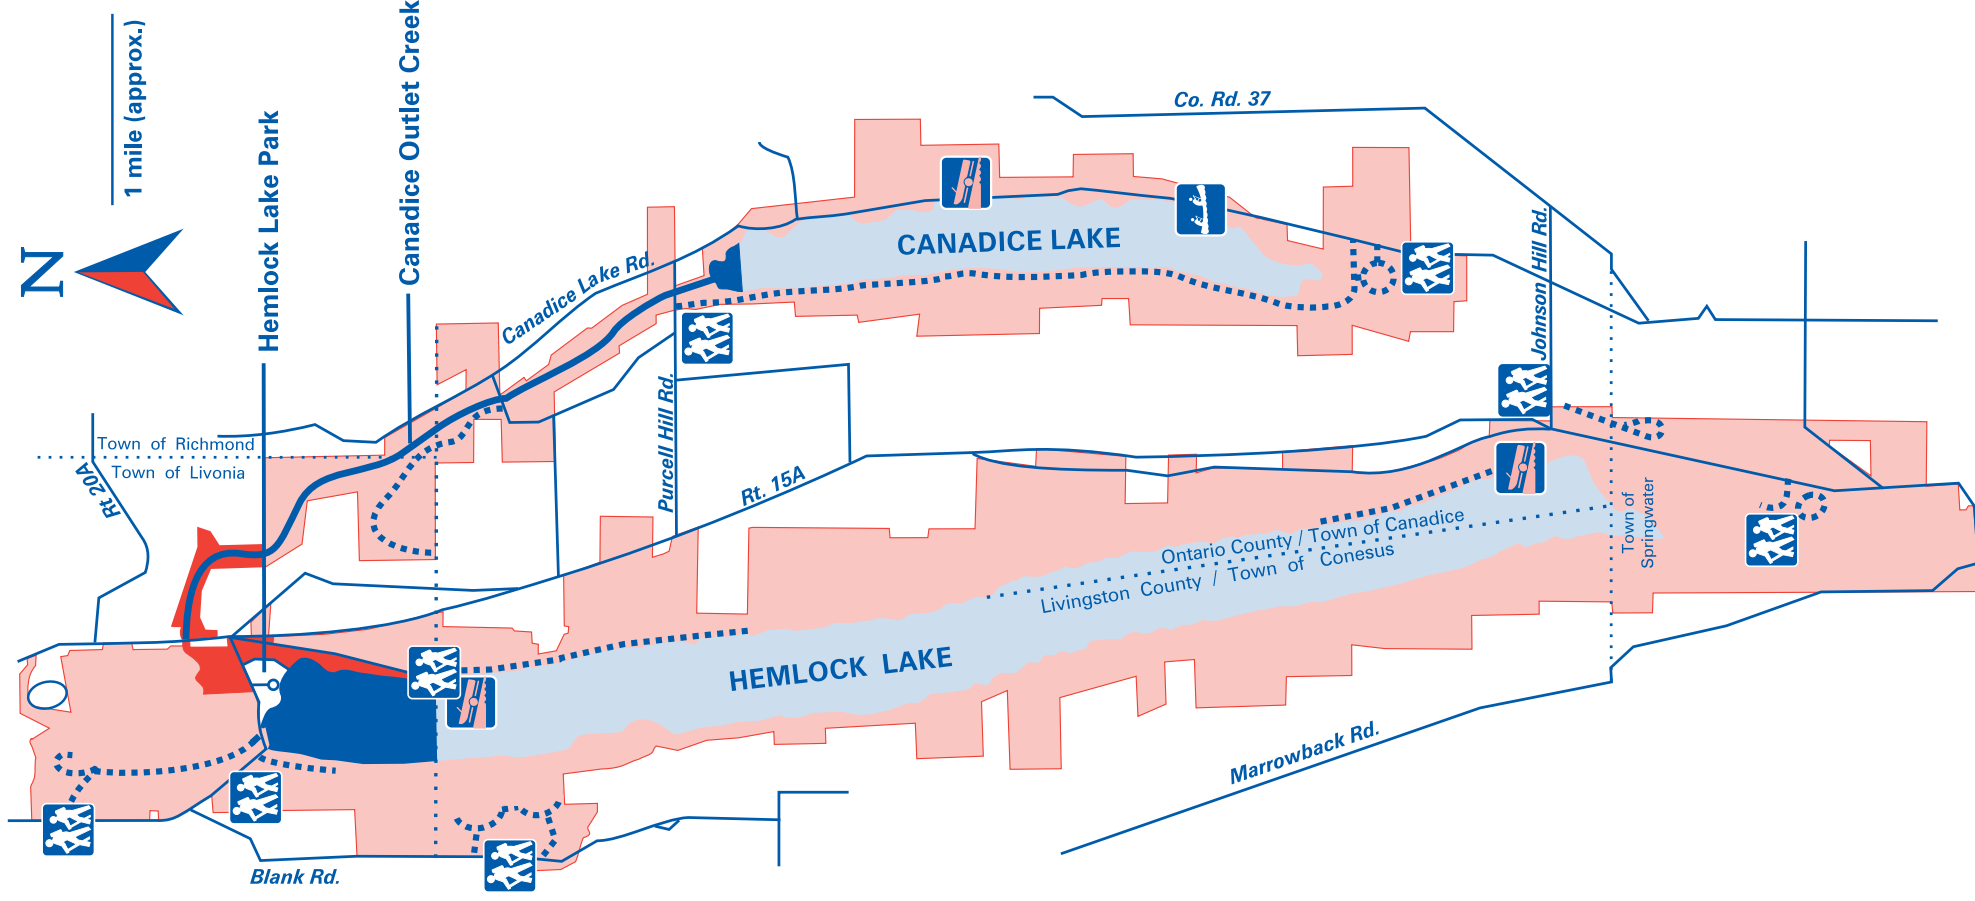 1 mile (approx.)
N
Hemlock Lake Park
Canadice Outlet Creek
Co. Rd. 37
CANADICE LAKE
Canadice Lake Rd.
Johnson Hill Rd.
Purcell Hill Rd.
Town of Richmond
Town of Livonia
Rt 20A
Rt. 15A
Ontario County / Town of Canadice
Livingston County / Town of Conesus
Town of
Springwater
HEMLOCK LAKE
Marrowback Rd.
Blank Rd.